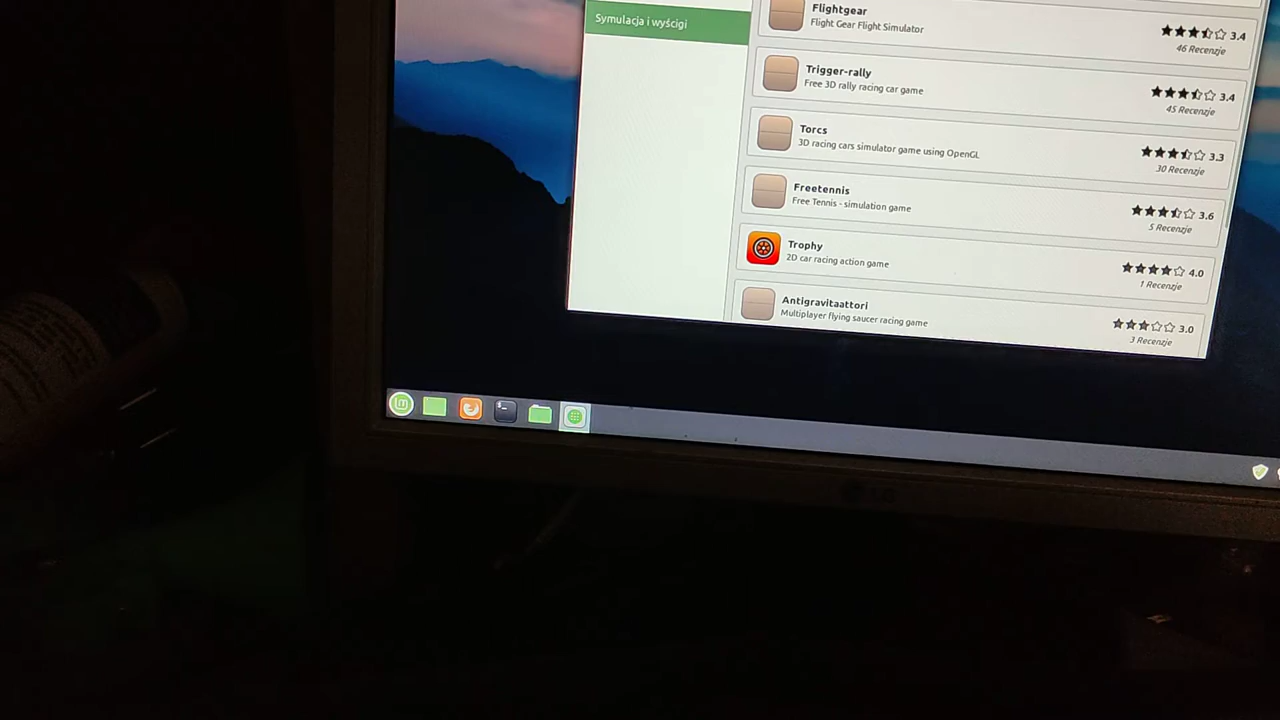 Symulacja i wyścigi
Flightgear
Flight Gear Flight Simulator
3.4
46 Recenzje
Trigger-rally
Free 3D rally racing car game
3.4
45 Recenzje
Torcs
3D racing cars simulator game using OpenGL
3.3
30 Recenzje
Freetennis
Free Tennis - simulation game
3.6
5 Recenzje
Trophy
2D car racing action game
4.0
1 Recenzje
Antigravitaattori
Multiplayer flying saucer racing game
3.0
3 Recenzje
LG